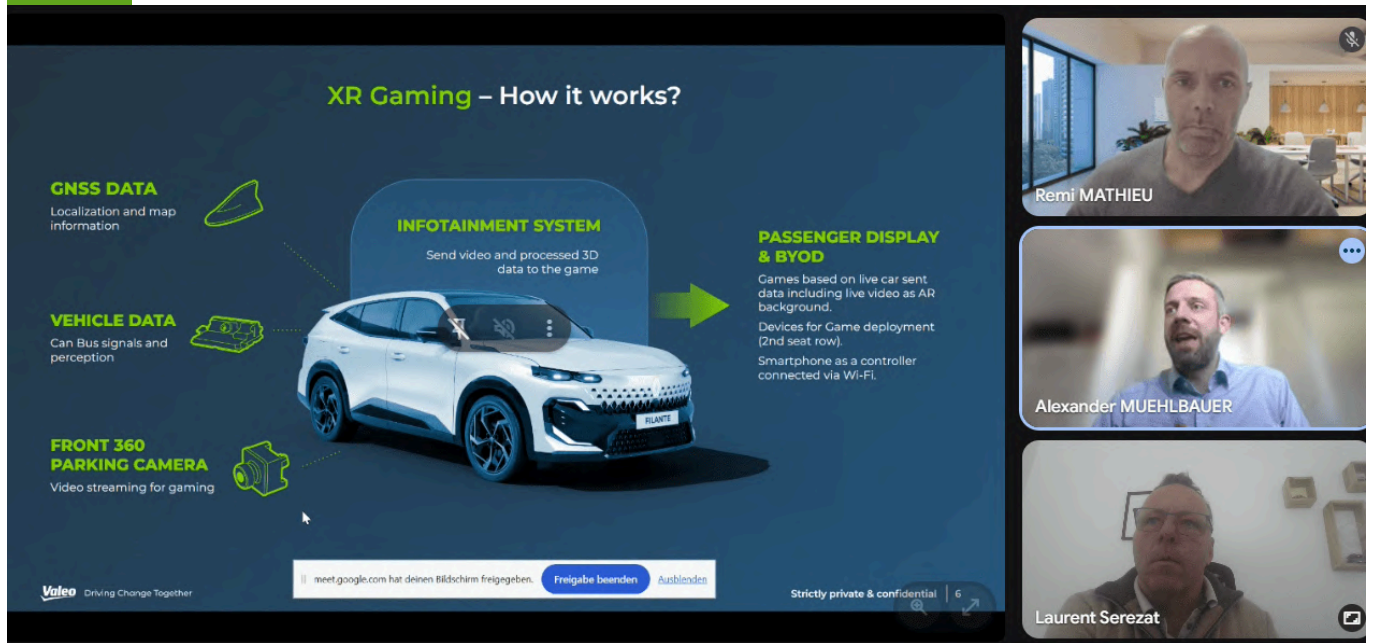 XR Gaming – How it works?
GNSS DATA
Localization and map
information
VEHICLE DATA
Can Bus signals and
perception
FRONT 360
PARKING CAMERA
Video streaming for gaming
INFOTAINMENT SYSTEM
Send video and processed 3D
data to the game
FILANTE
PASSENGER DISPLAY
& BYOD
Games based on live car sent
data including live video as AR
background.
Devices for Game deployment
(2nd seat row).
Smartphone as a controller
connected via Wi-Fi.
meet.google.com hat deinen Bildschirm freigegeben.
Freigabe beenden
Ausblenden
Valeo Driving Change Together
Strictly private & confidential | 6
Remi MATHIEU
Alexander MUEHLBAUER
Laurent Serezat